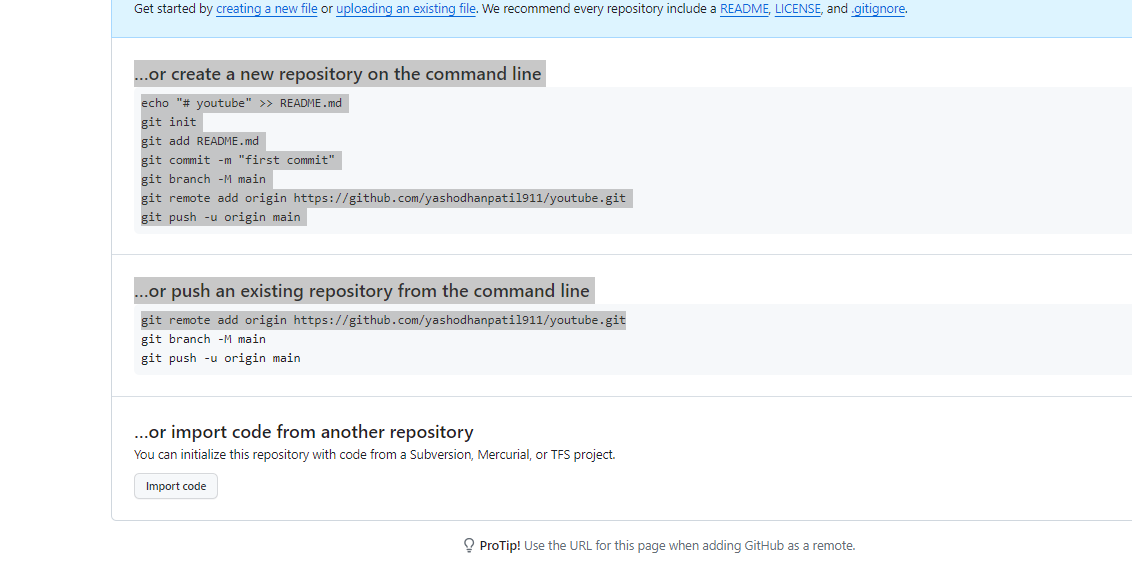 Get started by creating a new file or uploading an existing file. We recommend every repository include a README, LICENSE, and .gitignore.
...or create a new repository on the command line
echo "# youtube" >> README.md
git init
git add README.md
git commit -m "first commit"
git branch -M main
git remote add origin https://github.com/yashodhanpatil911/youtube.git
git push -u origin main
...or push an existing repository from the command line
git remote add origin https://github.com/yashodhanpatil911/youtube.git
git branch -M main
git push -u origin main
...or import code from another repository
You can initialize this repository with code from a Subversion, Mercurial, or TFS project.
Import code
ProTip! Use the URL for this page when adding GitHub as a remote.